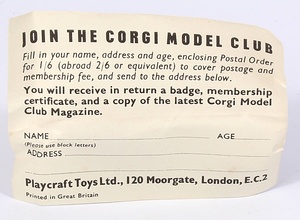 JOIN THE CORGI MODEL CLUB
Fill in your name, address and age, enclosing Postal Order
for 1/6 (abroad 2/6 or equivalent) to cover postage and
membership fee, and send to the address below.
You will receive in return a badge, membership
certificate, and a copy of the latest Corgi Model
Club Magazine.
NAME AGE
(Please use block letters)
ADDRESS
Playcraft Toys Ltd., 120 Moorgate, London, E.C.2
Printed in Great Britain